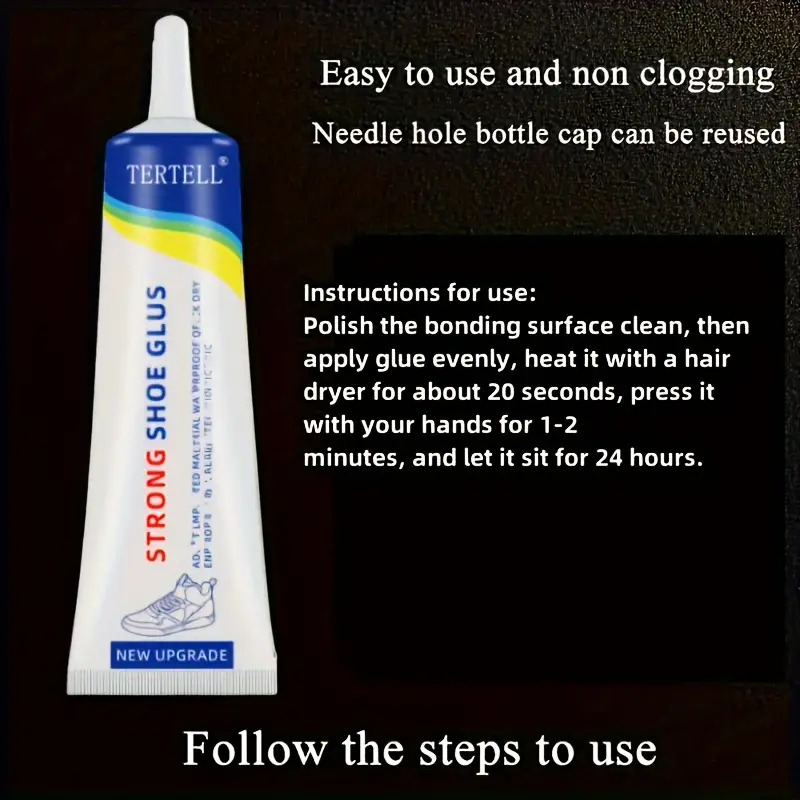 Easy to use and non clogging
Needle hole bottle cap can be reused
TERTELL®
STRONG SHOE GLUS
NEW UPGRADE
Instructions for use:
Polish the bonding surface clean, then
apply glue evenly, heat it with a hair
dryer for about 20 seconds, press it
with your hands for 1-2
minutes, and let it sit for 24 hours.
Follow the steps to use